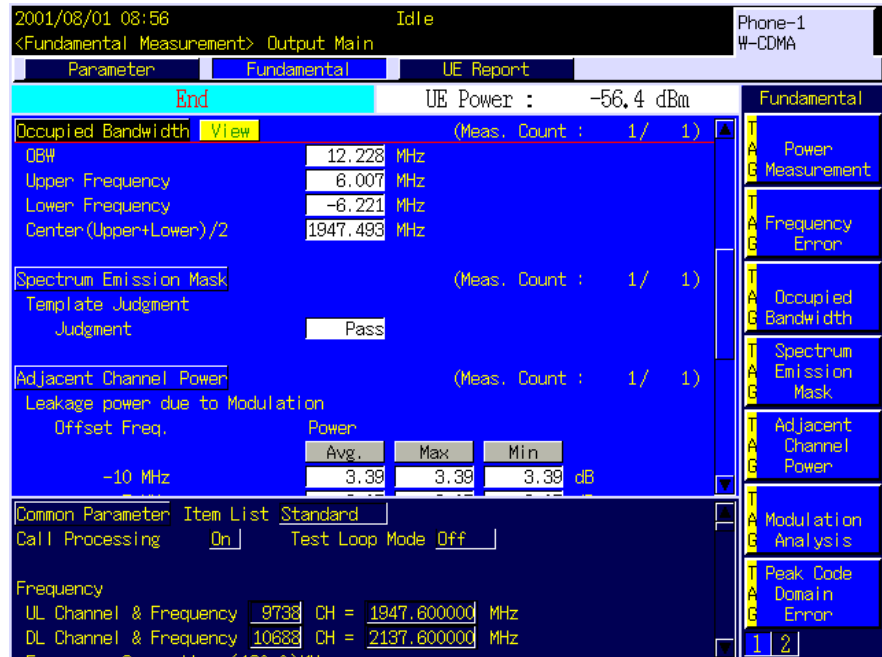 2001/08/01 08:56 Idle
<Fundamental Measurement> Output Main
Phone-1
W-CDMA
Parameter Fundamental UE Report
End UE Power : -56.4 dBm
Occupied Bandwidth View (Meas. Count : 1/ 1)
OBW 12.228 MHz
Upper Frequency 6.007 MHz
Lower Frequency -6.221 MHz
Center(Upper+Lower)/2 1947.493 MHz
Spectrum Emission Mask (Meas. Count : 1/ 1)
Template Judgment
Judgment Pass
Adjacent Channel Power (Meas. Count : 1/ 1)
Leakage power due to Modulation
Offset Freq. Power
Avg. Max Min
-10 MHz 3.39 3.39 3.39 dB
Common Parameter Item List Standard
Call Processing On Test Loop Mode Off
Frequency
UL Channel & Frequency 9738 CH = 1947.600000 MHz
DL Channel & Frequency 10688 CH = 2137.600000 MHz
Fundamental
TAG Power Measurement
TAG Frequency Error
TAG Occupied Bandwidth
TAG Spectrum Emission Mask
TAG Adjacent Channel Power
TAG Modulation Analysis
TAG Peak Code Domain Error
1 2